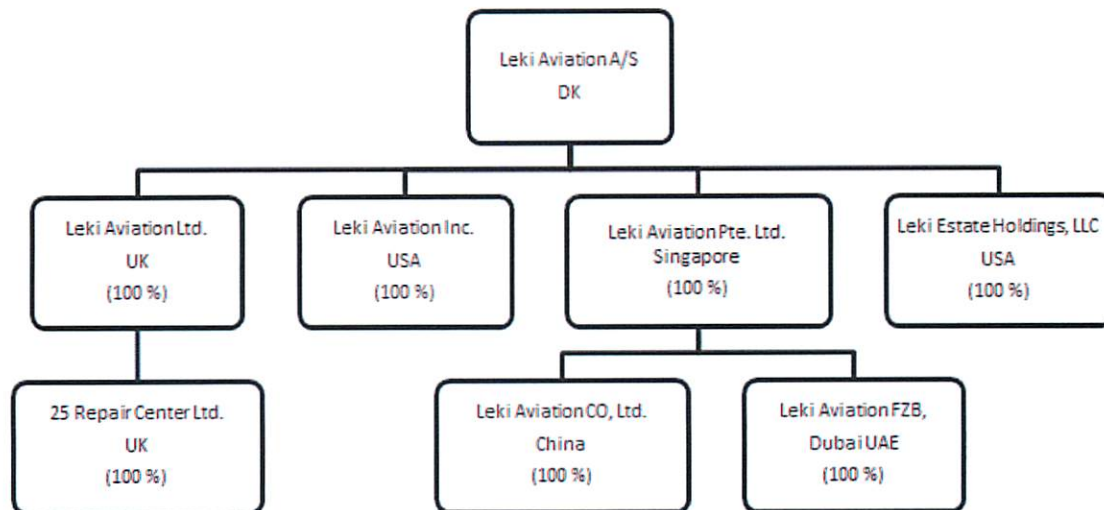 Leki Aviation A/S
DK
Leki Aviation Ltd.
UK
(100 %)
Leki Aviation Inc.
USA
(100 %)
Leki Aviation Pte. Ltd.
Singapore
(100 %)
Leki Estate Holdings, LLC
USA
(100 %)
25 Repair Center Ltd.
UK
(100 %)
Leki Aviation CO, Ltd.
China
(100 %)
Leki Aviation FZB,
Dubai UAE
(100 %)